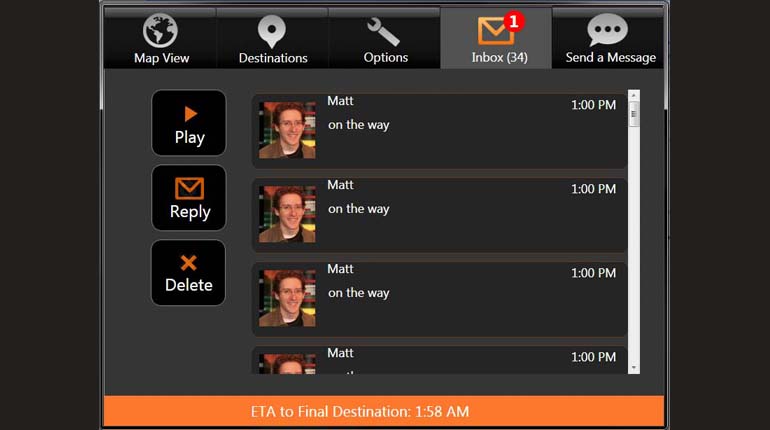 1
Map View
Destinations
Options
Inbox (34)
Send a Message
Play
Reply
Delete
Matt
1:00 PM
on the way
Matt
1:00 PM
on the way
Matt
1:00 PM
on the way
Matt
1:00 PM
ETA to Final Destination: 1:58 AM